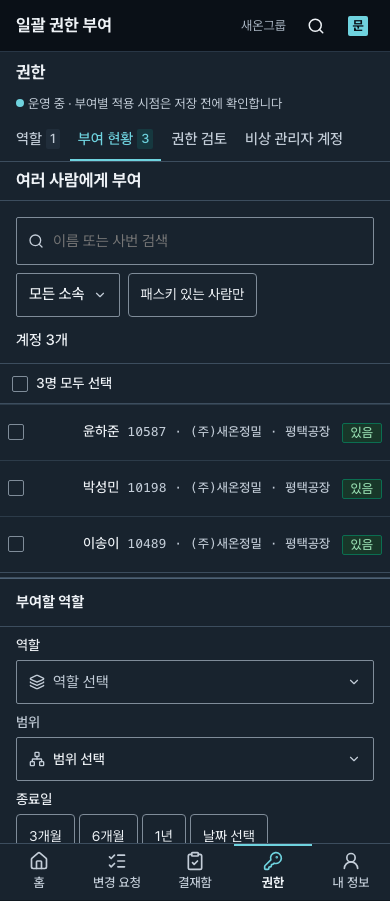 일괄 권한 부여
새온그룹
문
권한
운영 중 · 부여별 적용 시점은 저장 전에 확인합니다
역할 1
부여 현황 3
권한 검토
비상 관리자 계정
여러 사람에게 부여
이름 또는 사번 검색
모든 소속
패스키 있는 사람만
계정 3개
3명 모두 선택
윤하준 10587 · (주)새온정밀 · 평택공장 있음
박성민 10198 · (주)새온정밀 · 평택공장 있음
이송이 10489 · (주)새온정밀 · 평택공장 있음
부여할 역할
역할
역할 선택
범위
범위 선택
종료일
3개월
6개월
1년
날짜 선택
홈
변경 요청
결재함
권한
내 정보